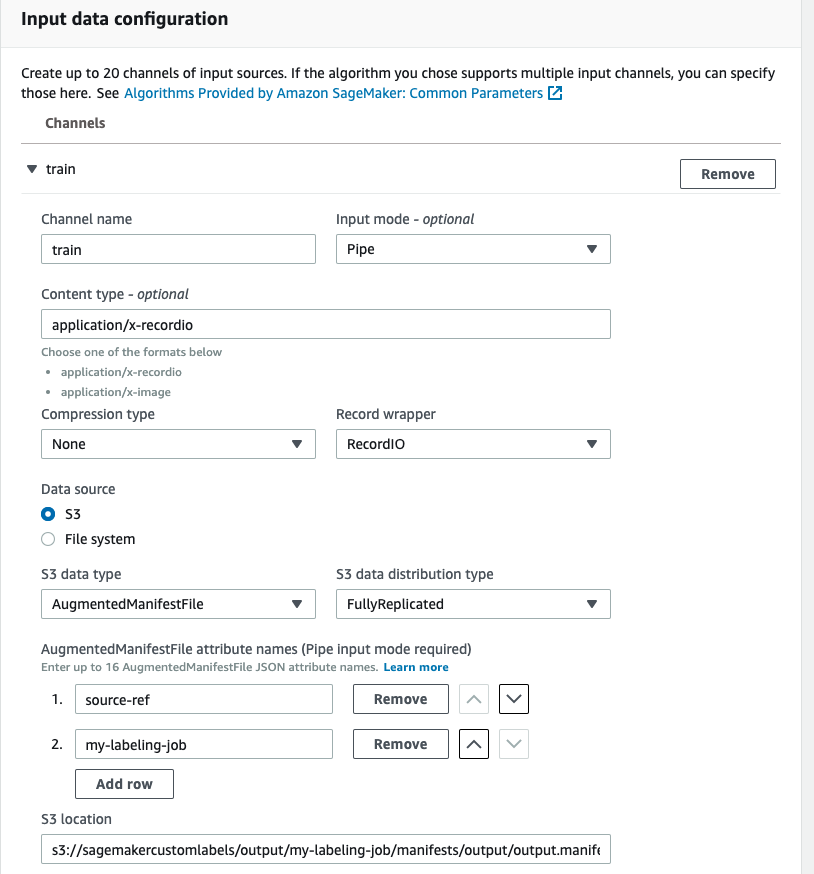 Input data configuration
Create up to 20 channels of input sources. If the algorithm you chose supports multiple input channels, you can specify
those here. See Algorithms Provided by Amazon SageMaker: Common Parameters
Channels
train
Remove
Channel name
Input mode - optional
train
Pipe
Content type - optional
application/x-recordio
Choose one of the formats below
• application/x-recordio
• application/x-image
Compression type
Record wrapper
None
RecordIO
Data source
S3
File system
S3 data type
S3 data distribution type
AugmentedManifestFile
FullyReplicated
AugmentedManifestFile attribute names (Pipe input mode required)
Enter up to 16 AugmentedManifestFile JSON attribute names. Learn more
1. source-ref Remove
2. my-labeling-job Remove
Add row
S3 location
s3://sagemakercustomlabels/output/my-labeling-job/manifests/output/output.manife